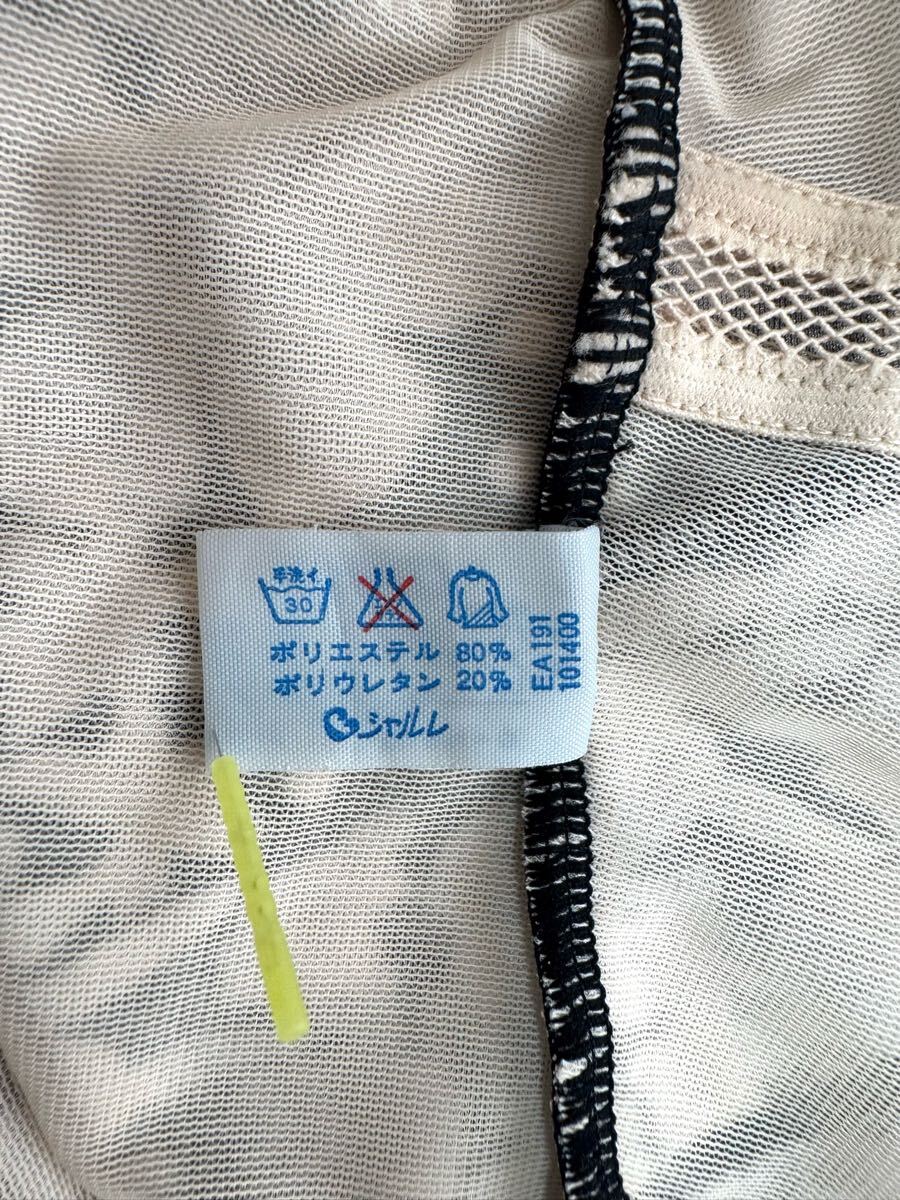 手洗イ
30
ポリエステル 80%
ポリウレタン 20%
シャルレ
EA191
101400